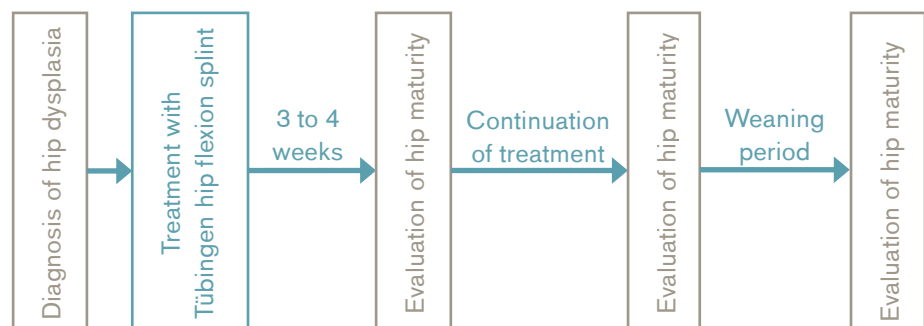 Diagnosis of hip dysplasia
Treatment with
Tübingen hip flexion splint
3 to 4
weeks
Evaluation of hip maturity
Continuation
of treatment
Evaluation of hip maturity
Weaning
period
Evaluation of hip maturity